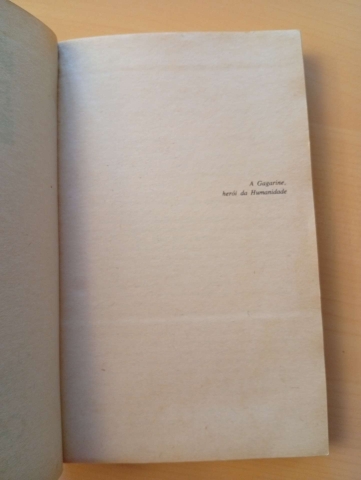 A Gagarine,
herói da Humanidade